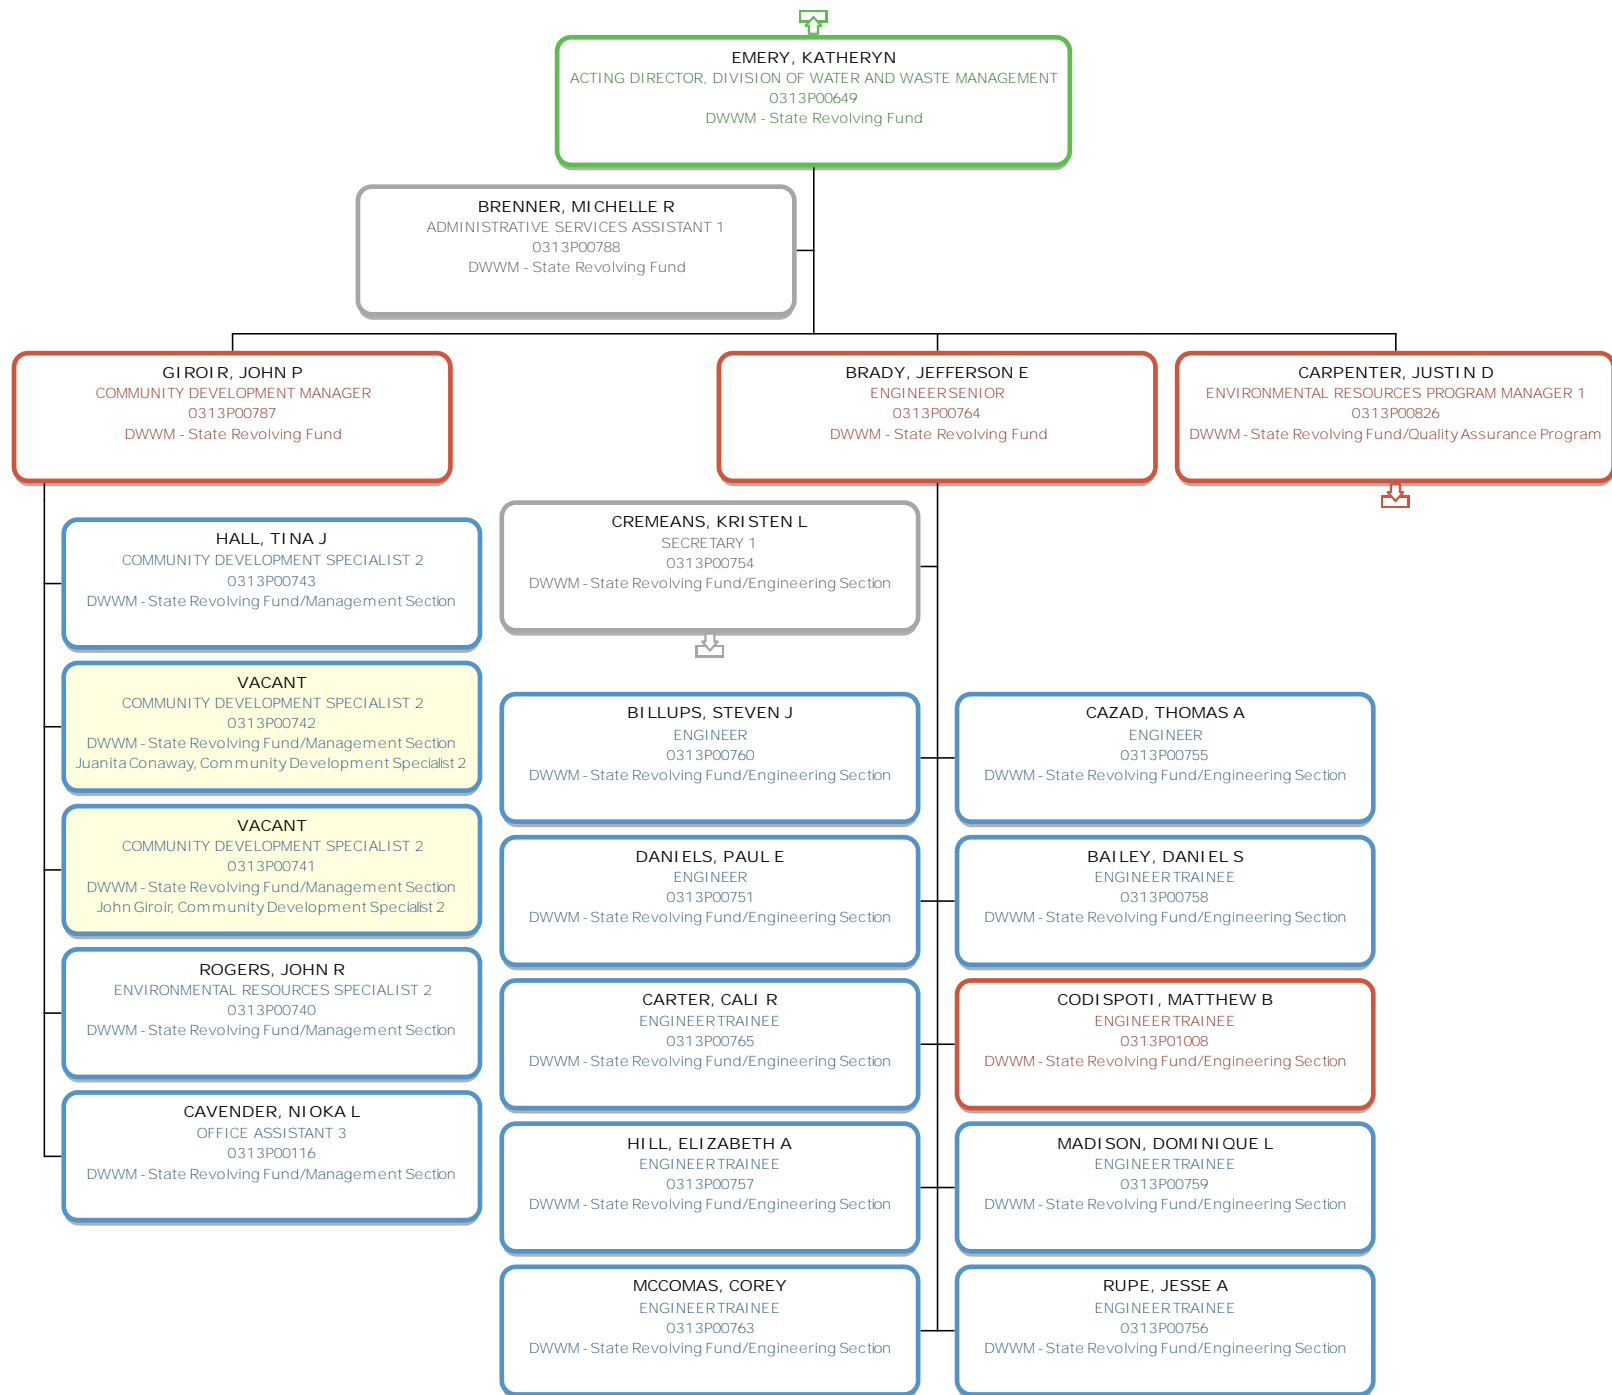 EMERY, KATHERYN
ACTING DIRECTOR, DIVISION OF WATER AND WASTE MANAGEMENT
0313P00649
DWWM - State Revolving Fund
BRENNER, MICHELLE R
ADMINISTRATIVE SERVICES ASSISTANT 1
0313P00788
DWWM - State Revolving Fund
GIROIR, JOHN P
COMMUNITY DEVELOPMENT MANAGER
0313P00787
DWWM - State Revolving Fund
BRADY, JEFFERSON E
ENGINEER SENIOR
0313P00764
DWWM - State Revolving Fund
CARPENTER, JUSTIN D
ENVIRONMENTAL RESOURCES PROGRAM MANAGER 1
0313P00826
DWWM - State Revolving Fund/Quality Assurance Program
HALL, TINA J
COMMUNITY DEVELOPMENT SPECIALIST 2
0313P00743
DWWM - State Revolving Fund/Management Section
VACANT
COMMUNITY DEVELOPMENT SPECIALIST 2
0313P00742
DWWM - State Revolving Fund/Management Section
Juanita Conaway, Community Development Specialist 2
VACANT
COMMUNITY DEVELOPMENT SPECIALIST 2
0313P00741
DWWM - State Revolving Fund/Management Section
John Giroir, Community Development Specialist 2
ROGERS, JOHN R
ENVIRONMENTAL RESOURCES SPECIALIST 2
0313P00740
DWWM - State Revolving Fund/Management Section
CAVENDER, NIOKA L
OFFICE ASSISTANT 3
0313P00116
DWWM - State Revolving Fund/Management Section
CREMEANS, KRISTEN L
SECRETARY 1
0313P00754
DWWM - State Revolving Fund/Engineering Section
BILLUPS, STEVEN J
ENGINEER
0313P00760
DWWM - State Revolving Fund/Engineering Section
CAZAD, THOMAS A
ENGINEER
0313P00755
DWWM - State Revolving Fund/Engineering Section
DANIELS, PAUL E
ENGINEER
0313P00751
DWWM - State Revolving Fund/Engineering Section
BAILEY, DANIEL S
ENGINEER TRAINEE
0313P00758
DWWM - State Revolving Fund/Engineering Section
CARTER, CALI R
ENGINEER TRAINEE
0313P00765
DWWM - State Revolving Fund/Engineering Section
CODISPOTI, MATTHEW B
ENGINEER TRAINEE
0313P01008
DWWM - State Revolving Fund/Engineering Section
HILL, ELIZABETH A
ENGINEER TRAINEE
0313P00757
DWWM - State Revolving Fund/Engineering Section
MADISON, DOMINIQUE L
ENGINEER TRAINEE
0313P00759
DWWM - State Revolving Fund/Engineering Section
MCCOMAS, COREY
ENGINEER TRAINEE
0313P00763
DWWM - State Revolving Fund/Engineering Section
RUPE, JESSE A
ENGINEER TRAINEE
0313P00756
DWWM - State Revolving Fund/Engineering Section